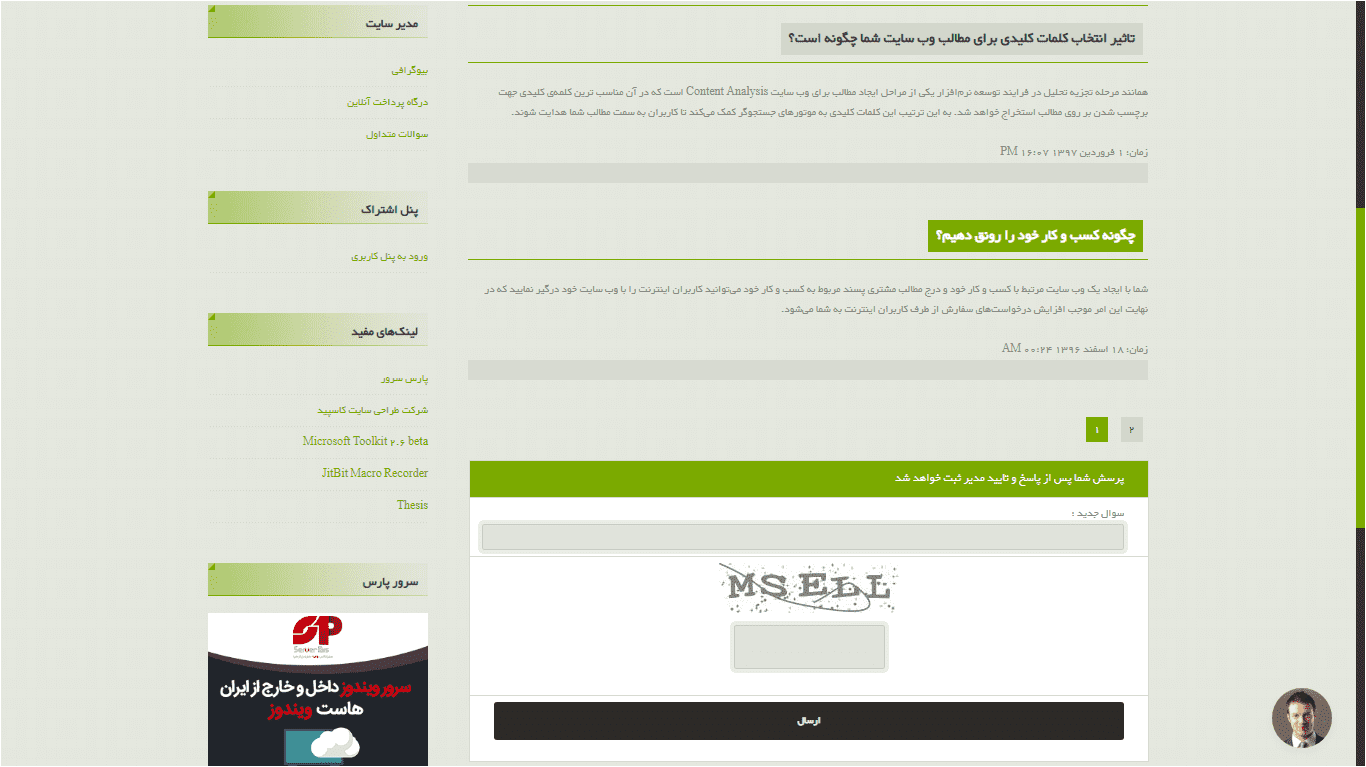 تاثیر انتخاب کلمات کلیدی برای مطالب وب سایت شما چگونه است؟
همانند مرحله تجزیه تحلیل در فرایند توسعه نرم‌افزار یکی از مراحل ایجاد مطالب برای وب سایت Content Analysis است که در آن مناسب ترین کلمه‌ی کلیدی جهت
برچسب شدن بر روی مطالب استخراج خواهد شد. به این ترتیب این کلمات کلیدی به موتورهای جستجوگر کمک می‌کند تا کاربران به سمت مطالب شما هدایت شوند.
زمان: ۱ فروردین ۱۳۹۷ ۱۶:۰۷ PM
چگونه کسب و کار خود را رونق دهیم؟
شما با ایجاد یک وب سایت مرتبط با کسب و کار خود و درج مطالب مشتری پسند مربوط به کسب و کار خود می‌توانید کاربران اینترنت را با وب سایت خود درگیر نمایید که در
نهایت این امر موجب افزایش درخواست‌های سفارش از طرف کاربران اینترنت به شما می‌شود.
زمان: ۱۸ اسفند ۱۳۹۶ ۰۰:۲۴ AM
۲
۱
پرسش شما پس از پاسخ و تایید مدیر ثبت خواهد شد
سوال جدید :
MSELL
ارسال
مدیر سایت
بیوگرافی
درگاه پرداخت آنلاین
سوالات متداول
پنل اشتراک
ورود به پنل کاربری
لینک‌های مفید
پارس سرور
شرکت طراحی سایت کاسپید
Microsoft Toolkit ۲.۶ beta
JitBit Macro Recorder
Thesis
سرور پارس
SP
سرور ویندوز داخل و خارج از ایران
هاست ویندوز